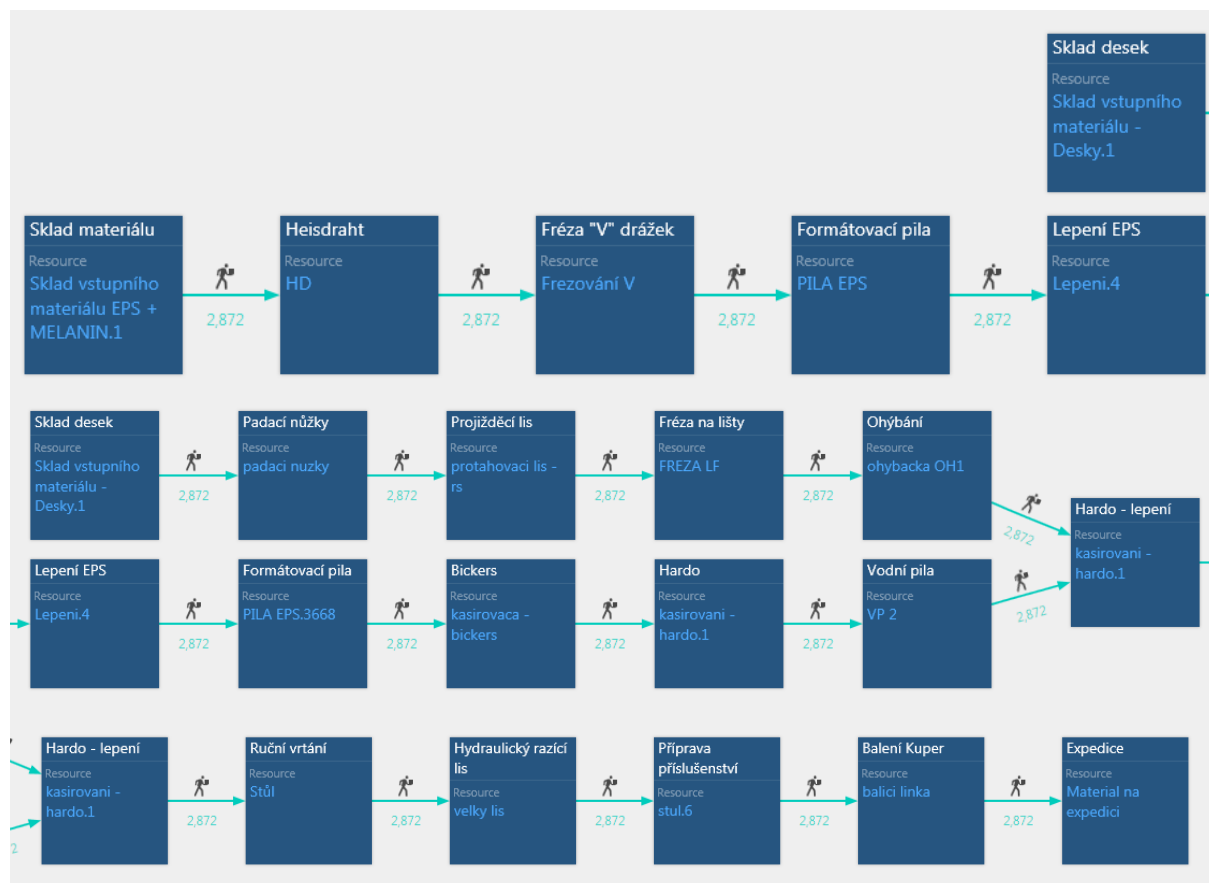 Sklad desek
Resource
Sklad vstupního
materiálu -
Desky.1
Sklad materiálu
Resource
Sklad vstupního
materiálu EPS +
MELANIN.1
2,872
Heisdraht
Resource
HD
2,872
Fréza "V" drážek
Resource
Frezování V
2,872
Formátovací pila
Resource
PILA EPS
2,872
Lepení EPS
Resource
Lepeni.4
Sklad desek
Resource
Sklad vstupního
materiálu -
Desky.1
2,872
Padací nůžky
Resource
padaci nuzky
2,872
Projižděcí lis
Resource
protahovaci lis -
rs
2,872
Fréza na lišty
Resource
FREZA LF
2,872
Ohýbání
Resource
ohybacka OH1
2,872
Hardo - lepení
Resource
kasirovani -
hardo.1
Lepení EPS
Resource
Lepeni.4
2,872
Formátovací pila
Resource
PILA EPS.3668
2,872
Bickers
Resource
kasirovaca -
bickers
2,872
Hardo
Resource
kasirovani -
hardo.1
2,872
Vodní pila
Resource
VP 2
2,872
2
Hardo - lepení
Resource
kasirovani -
hardo.1
2,872
Ruční vrtání
Resource
Stůl
2,872
Hydraulický razící
lis
Resource
velky lis
2,872
Příprava
příslušenství
Resource
stul.6
2,872
Balení Kuper
Resource
balici linka
2,872
Expedice
Resource
Material na
expedici